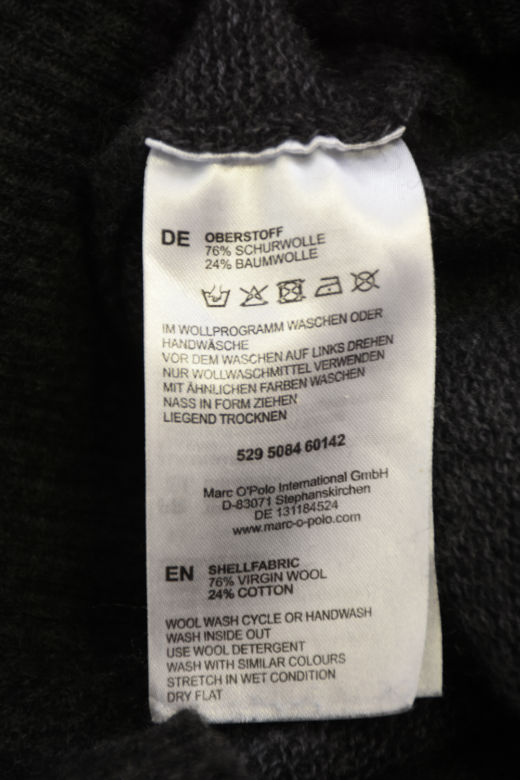 DE OBERSTOFF
76% SCHURWOLLE
24% BAUMWOLLE
IM WOLLPROGRAMM WASCHEN ODER
HANDWÄSCHE
VOR DEM WASCHEN AUF LINKS DREHEN
NUR WOLLWASCHMITTEL VERWENDEN
MIT ÄHNLICHEN FARBEN WASCHEN
NASS IN FORM ZIEHEN
LIEGEND TROCKNEN
529 5084 60142
Marc O'Polo International GmbH
D-83071 Stephanskirchen
DE 131184524
www.marc-o-polo.com
EN SHELLFABRIC
76% VIRGIN WOOL
24% COTTON
WOOL WASH CYCLE OR HANDWASH
WASH INSIDE OUT
USE WOOL DETERGENT
WASH WITH SIMILAR COLOURS
STRETCH IN WET CONDITION
DRY FLAT